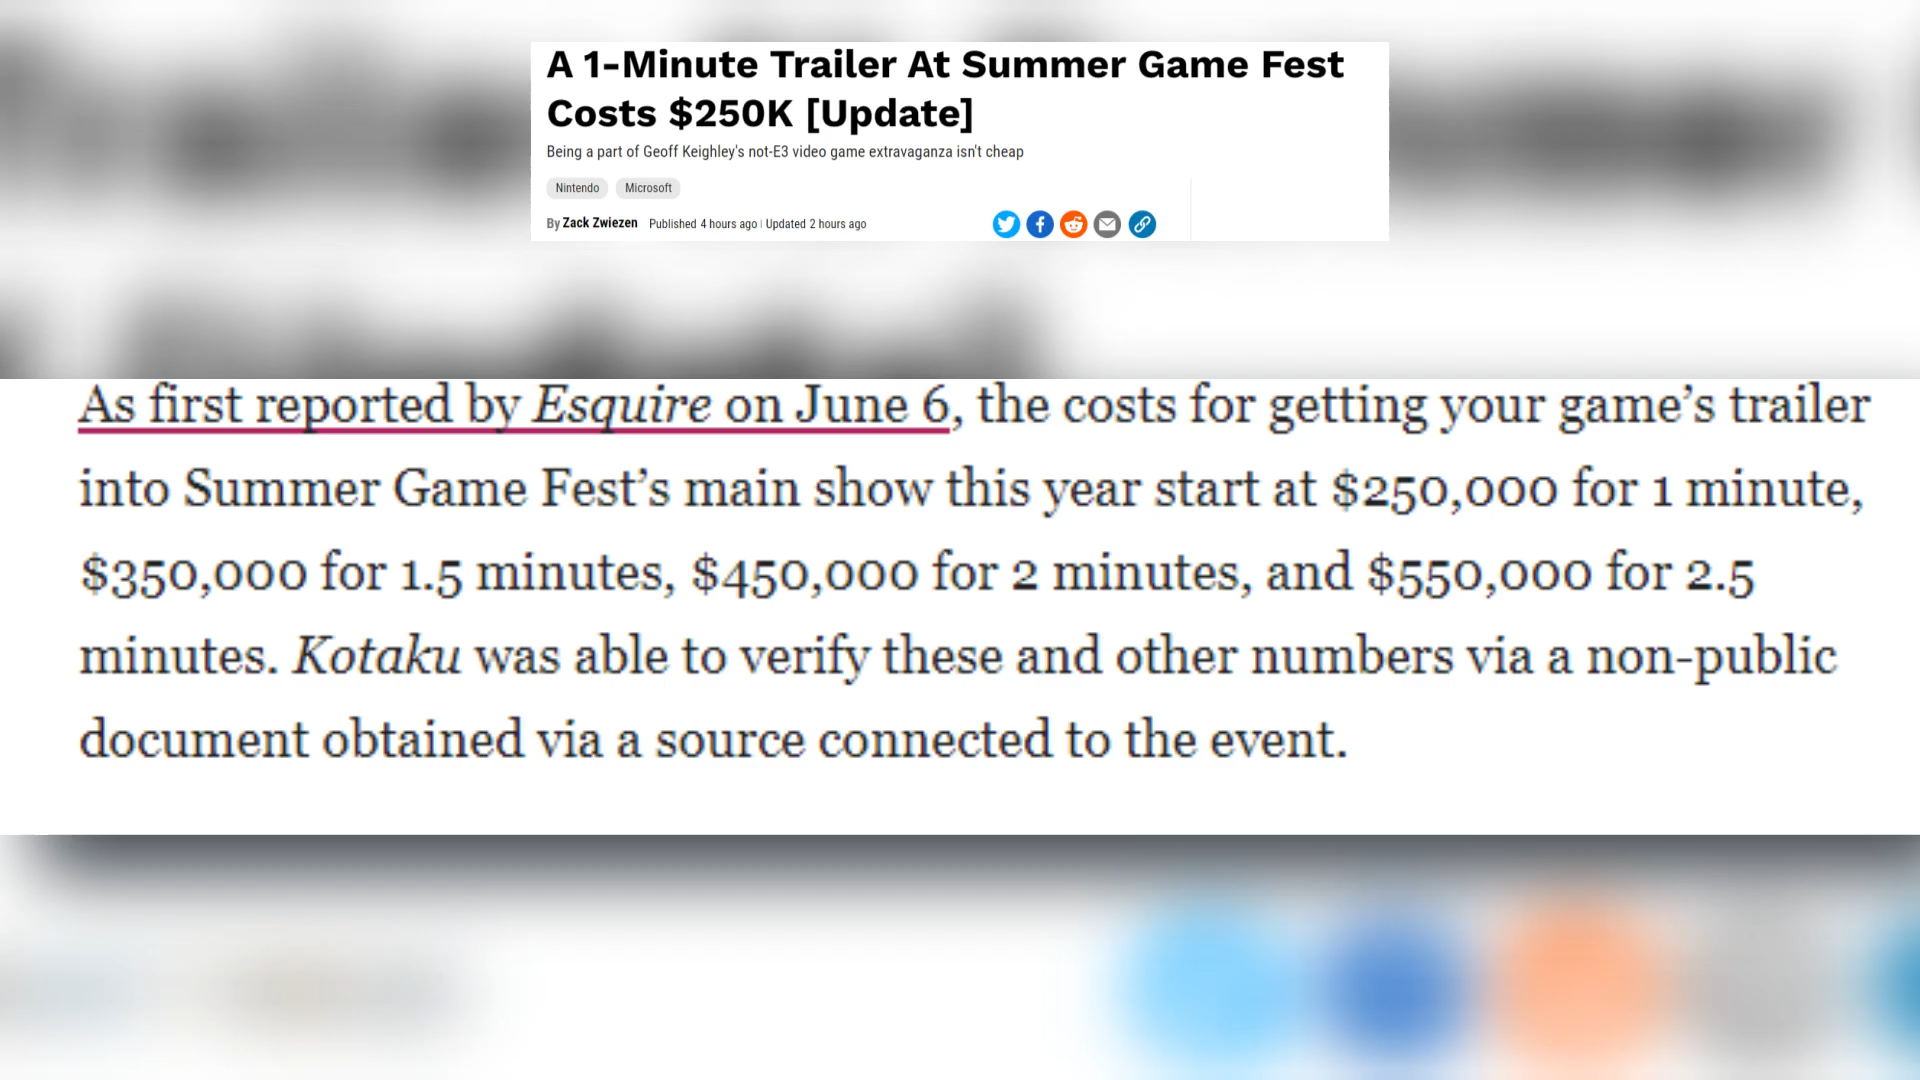 A 1-Minute Trailer At Summer Game Fest
Costs $250K [Update]
Being a part of Geoff Keighley's not-E3 video game extravaganza isn't cheap
Nintendo Microsoft
By Zack Zwiezen Published 4 hours ago | Updated 2 hours ago
As first reported by Esquire on June 6, the costs for getting your game’s trailer
into Summer Game Fest’s main show this year start at $250,000 for 1 minute,
$350,000 for 1.5 minutes, $450,000 for 2 minutes, and $550,000 for 2.5
minutes. Kotaku was able to verify these and other numbers via a non-public
document obtained via a source connected to the event.